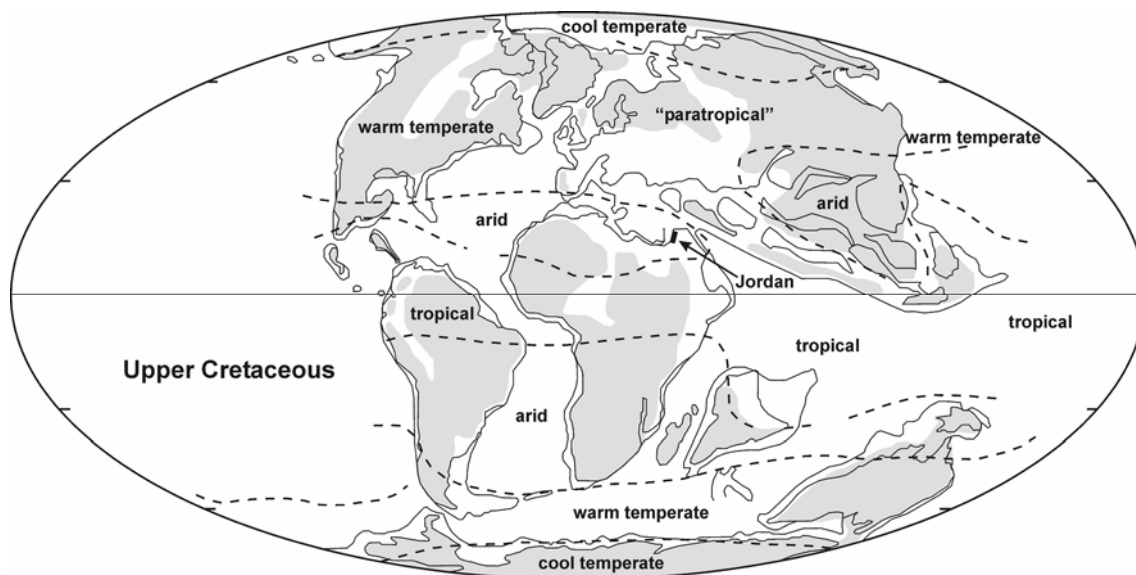 cool temperate
"paratropical"
warm temperate
warm temperate
arid
arid
Jordan
tropical
tropical
tropical
Upper Cretaceous
arid
warm temperate
cool temperate